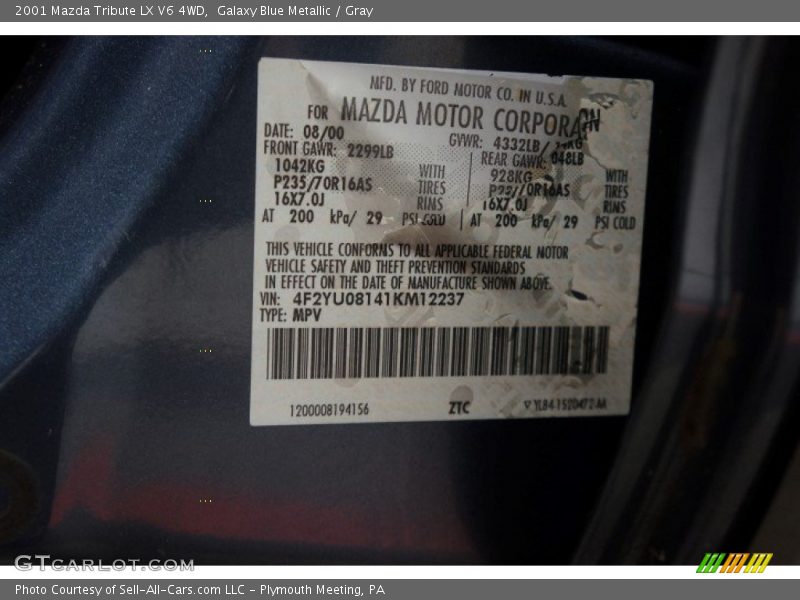 2001 Mazda Tribute LX V6 4WD, Galaxy Blue Metallic / Gray
MFD. BY FORD MOTOR CO. IN U.S.A.
FOR MAZDA MOTOR CORPORA
DATE: 08/00 GVWR: 4332LB/
FRONT GAWR: 2299LB REAR GAWR: 048LB
1042KG WITH 928KG WITH
P235/70R16AS TIRES /70R16AS TIRES
16X7.0J RIMS 16X7.0J RIMS
AT 200 kPa/ 29 PSI COLD AT 200 kPa/ 29 PSI COLD
THIS VEHICLE CONFORMS TO ALL APPLICABLE FEDERAL MOTOR
VEHICLE SAFETY AND THEFT PREVENTION STANDARDS
IN EFFECT ON THE DATE OF MANUFACTURE SHOWN ABOVE.
VIN: 4F2YU08141KM12237
TYPE: MPV
1200008194156 ZTC YL84-1520472-AA
GTCARLOT.COM
Photo Courtesy of Sell-All-Cars.com LLC - Plymouth Meeting, PA